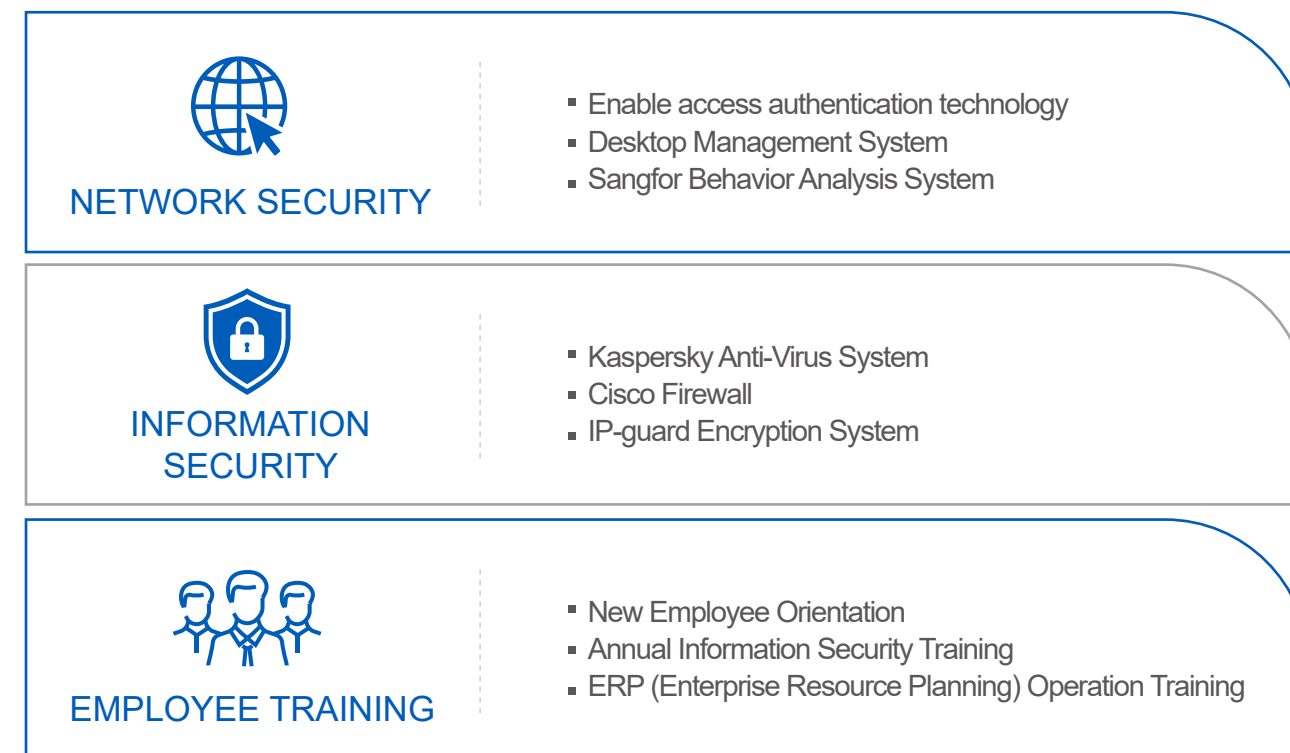 NETWORK SECURITY
▪ Enable access authentication technology
▪ Desktop Management System
▪ Sangfor Behavior Analysis System
INFORMATION
SECURITY
▪ Kaspersky Anti-Virus System
▪ Cisco Firewall
▪ IP-guard Encryption System
EMPLOYEE TRAINING
▪ New Employee Orientation
▪ Annual Information Security Training
▪ ERP (Enterprise Resource Planning) Operation Training